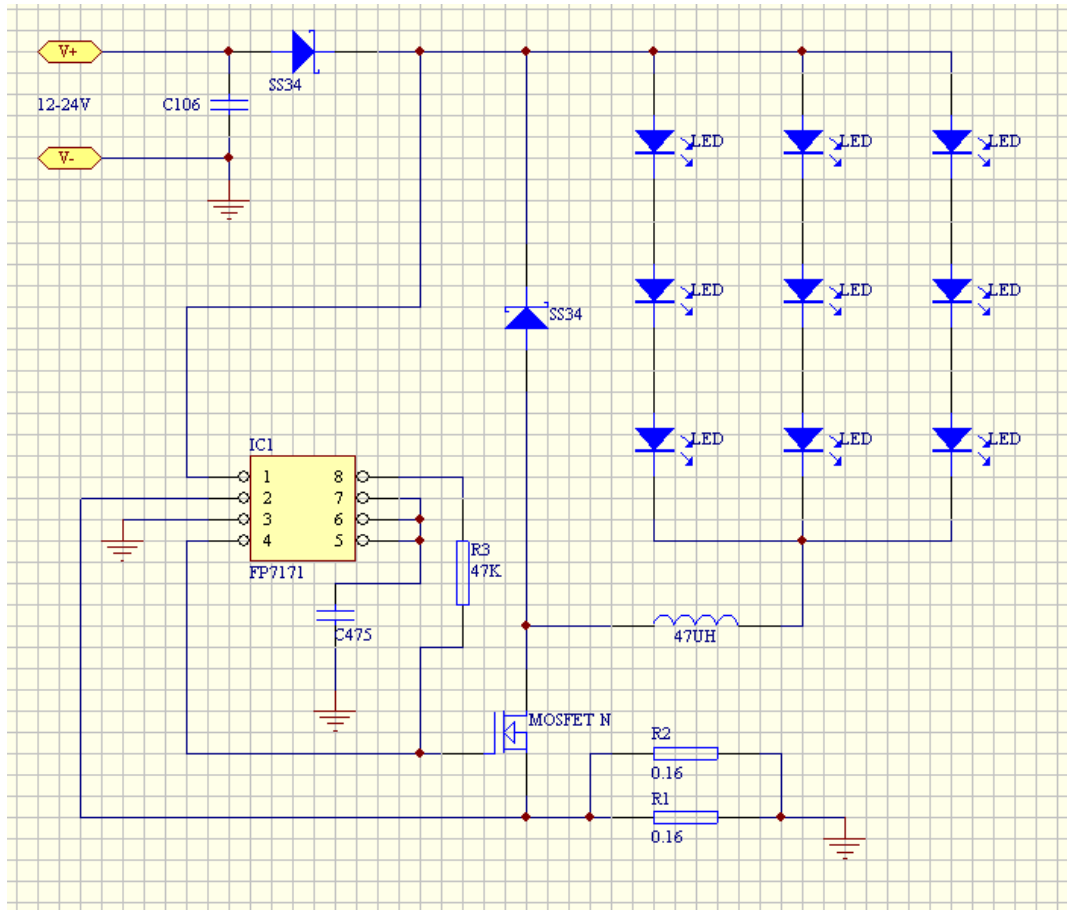 V+
SS34
12-24V
C106
V-
LED
LED
LED
LED
LED
LED
SS34
LED
LED
LED
IC1
1
8
2
7
3
6
4
5
FP7171
R3
47K
C475
47UH
MOSFET N
R2
0.16
R1
0.16